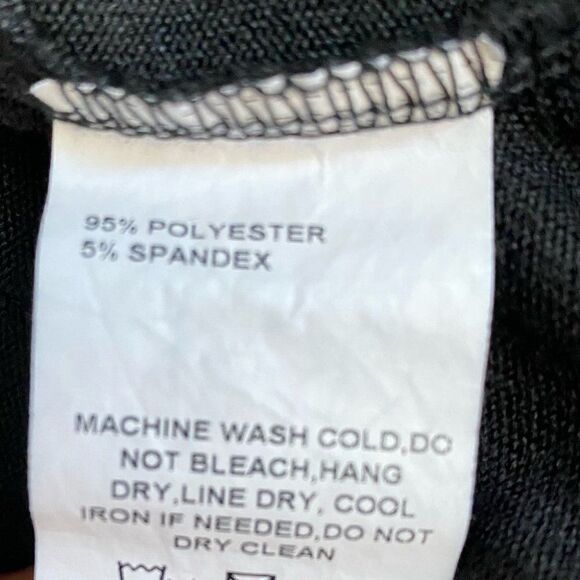 95% POLYESTER
5% SPANDEX
MACHINE WASH COLD,DO
NOT BLEACH,HANG
DRY,LINE DRY, COOL
IRON IF NEEDED,DO NOT
DRY CLEAN